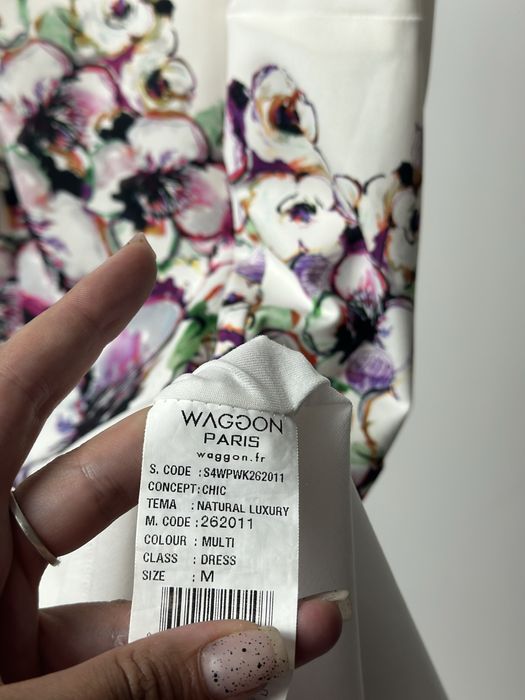 WAGGON
PARIS
waggon.fr
S. CODE : S4WPWK262011
CONCEPT: CHIC
TEMA : NATURAL LUXURY
M. CODE : 262011
COLOUR : MULTI
CLASS : DRESS
SIZE : M